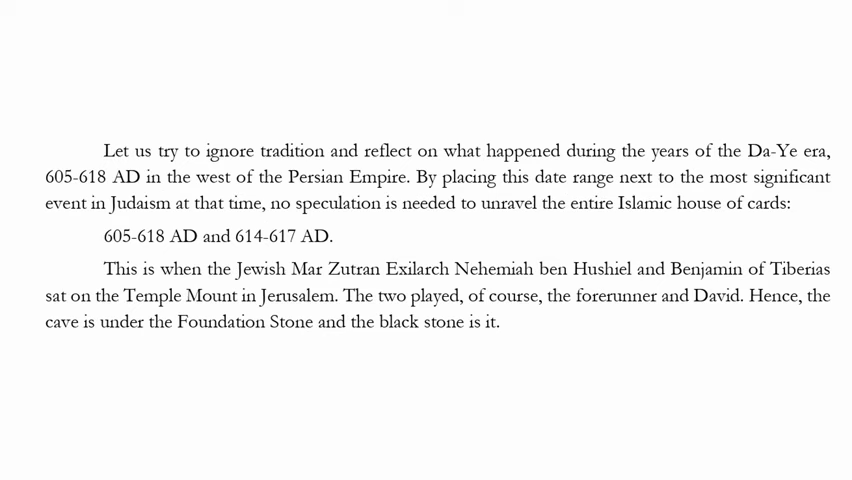 Let us try to ignore tradition and reflect on what happened during the years of the Da-Ye era,
605-618 AD in the west of the Persian Empire. By placing this date range next to the most significant
event in Judaism at that time, no speculation is needed to unravel the entire Islamic house of cards:
605-618 AD and 614-617 AD.
This is when the Jewish Mar Zutran Exilarch Nehemiah ben Hushiel and Benjamin of Tiberias
sat on the Temple Mount in Jerusalem. The two played, of course, the forerunner and David. Hence, the
cave is under the Foundation Stone and the black stone is it.